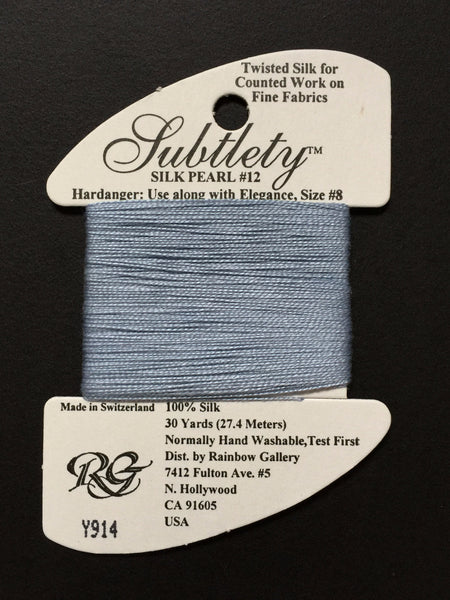 Twisted Silk for
Counted Work on
Fine Fabrics
Subtlety™
SILK PEARL #12
Hardanger: Use along with Elegance, Size #8
Made in Switzerland
100% Silk
30 Yards (27.4 Meters)
Normally Hand Washable,Test First
Dist. by Rainbow Gallery
7412 Fulton Ave. #5
N. Hollywood
CA 91605
USA
RG
Y914